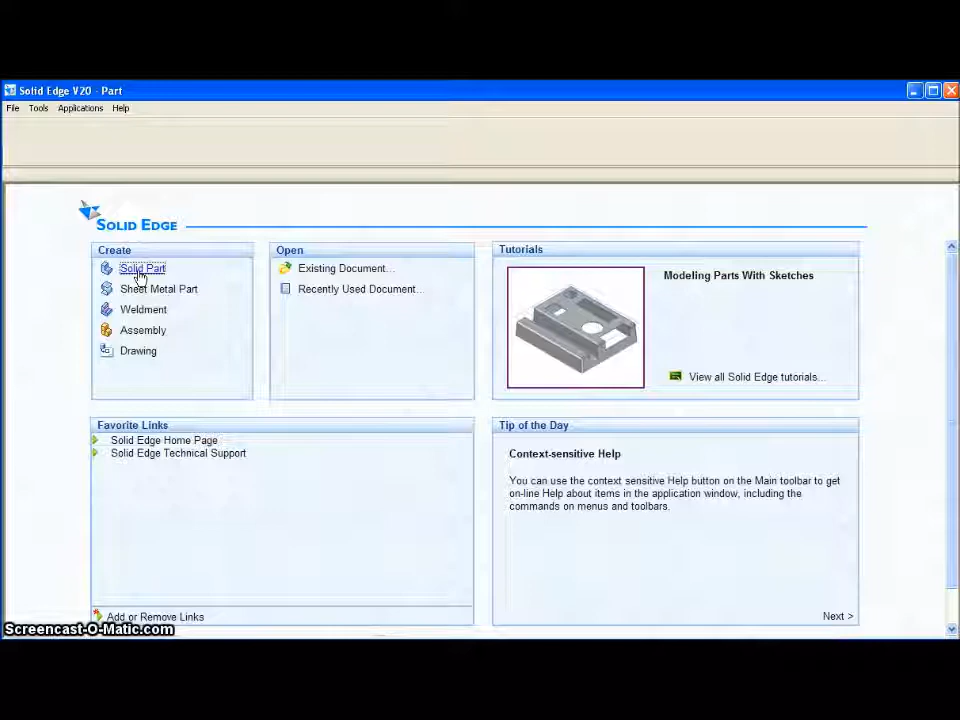 Solid Edge V20 - Part
File Tools Applications Help
SOLID EDGE
Create
Solid Part
Sheet Metal Part
Weldment
Assembly
Drawing
Open
Existing Document...
Recently Used Document...
Tutorials
Modeling Parts With Sketches
View all Solid Edge tutorials...
Favorite Links
Solid Edge Home Page
Solid Edge Technical Support
Add or Remove Links
Tip of the Day
Context-sensitive Help
You can use the context sensitive Help button on the Main toolbar to get
on-line Help about items in the application window, including the
commands on menus and toolbars.
Next >
Screencast-O-Matic.com